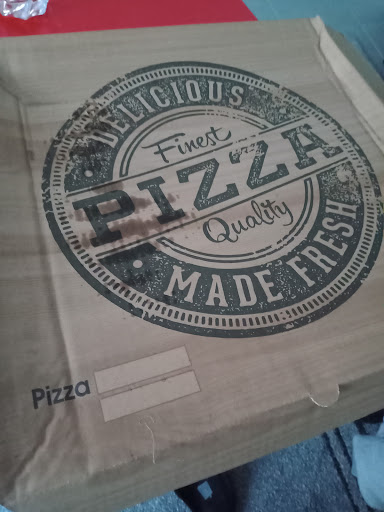 DELICIOUS
Finest
PIZZA
Quality
MADE FRESH
Pizza